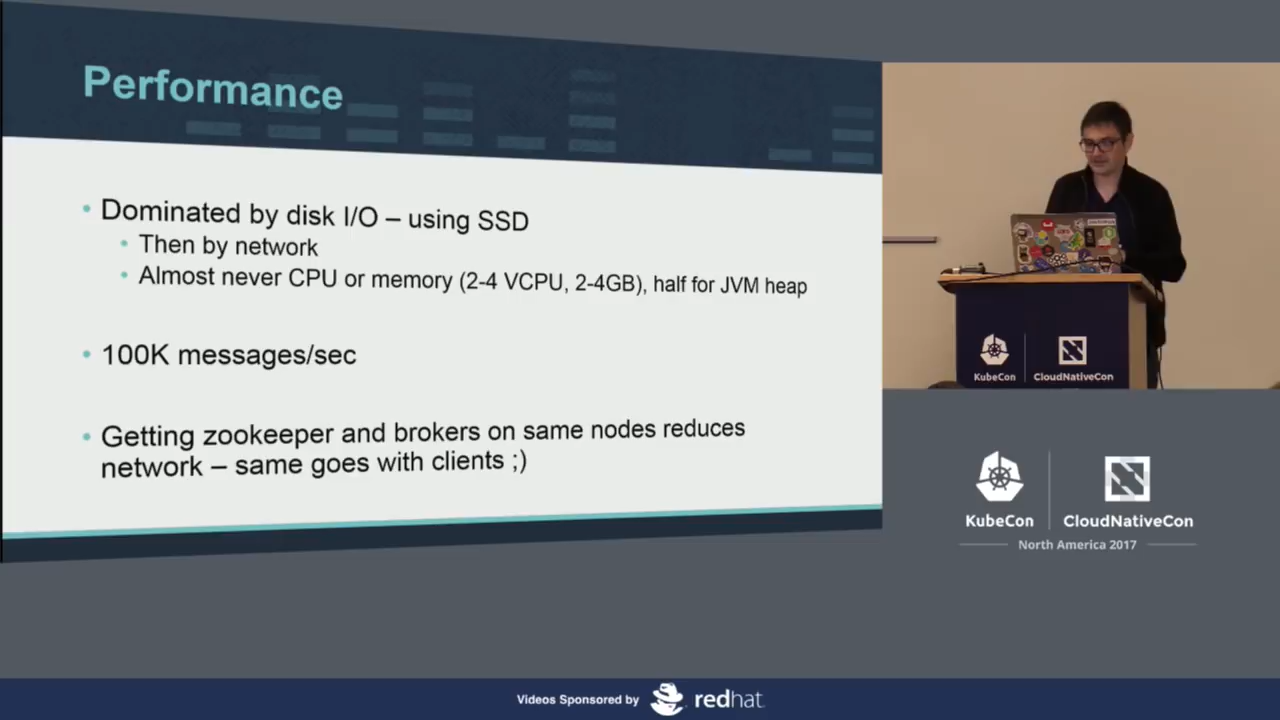 Performance
• Dominated by disk I/O – using SSD
• Then by network
• Almost never CPU or memory (2-4 VCPU, 2-4GB), half for JVM heap
• 100K messages/sec
• Getting zookeeper and brokers on same nodes reduces
network – same goes with clients ;)
KubeCon
CloudNativeCon
KubeCon
CloudNativeCon
North America 2017
Videos Sponsored by
redhat.